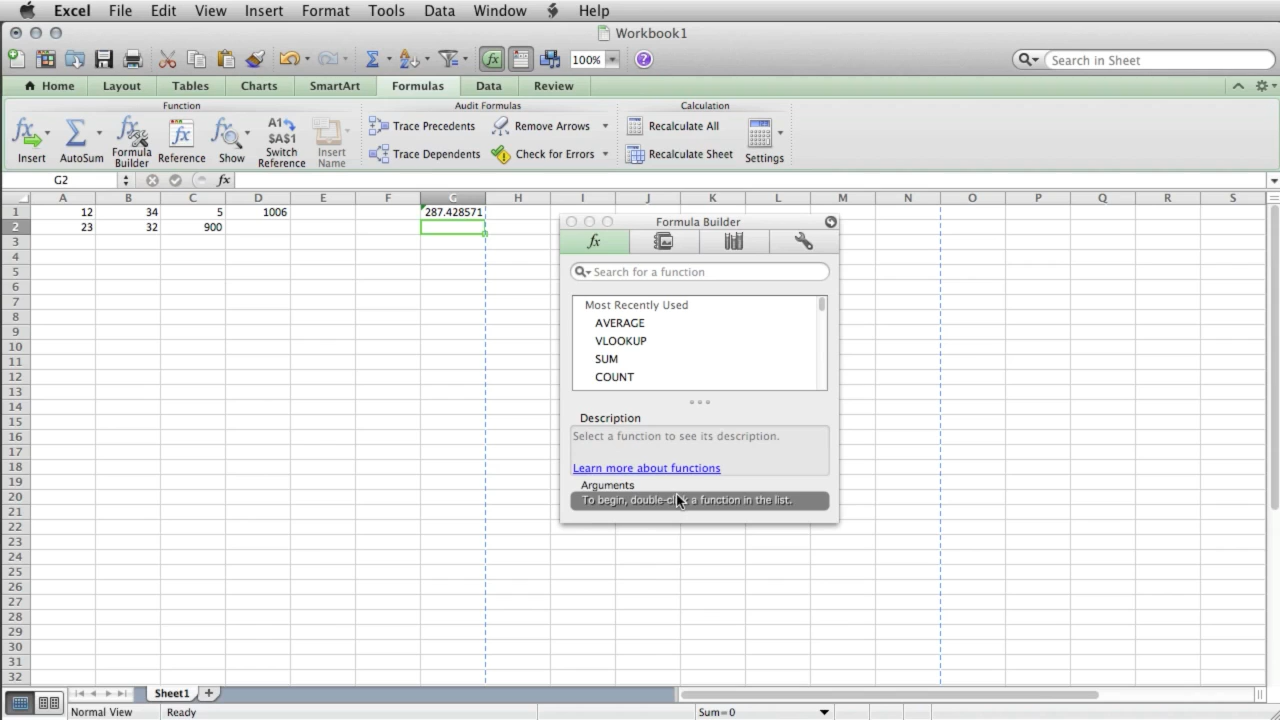 Excel File Edit View Insert Format Tools Data Window Help
Workbook1
100% Search in Sheet
Home Layout Tables Charts SmartArt Formulas Data Review
Function Audit Formulas Calculation
Insert AutoSum Formula Builder Reference Show A1 $A$1 Switch Reference Insert Name Trace Precedents Remove Arrows Recalculate All Settings
Trace Dependents Check for Errors Recalculate Sheet
G2 fx
A B C D E F G H I J K L M N O P Q R S
1 12 34 5 1006 287.428571
2 23 32 900
3
4
5
6
7
8
9
10
11
12
13
14
15
16
17
18
19
20
21
22
23
24
25
26
27
28
29
30
31
32
Formula Builder
fx
Search for a function
Most Recently Used
AVERAGE
VLOOKUP
SUM
COUNT
Description
Select a function to see its description.
Learn more about functions
Arguments
To begin, double-click a function in the list.
Sheet1
Normal View Ready Sum=0